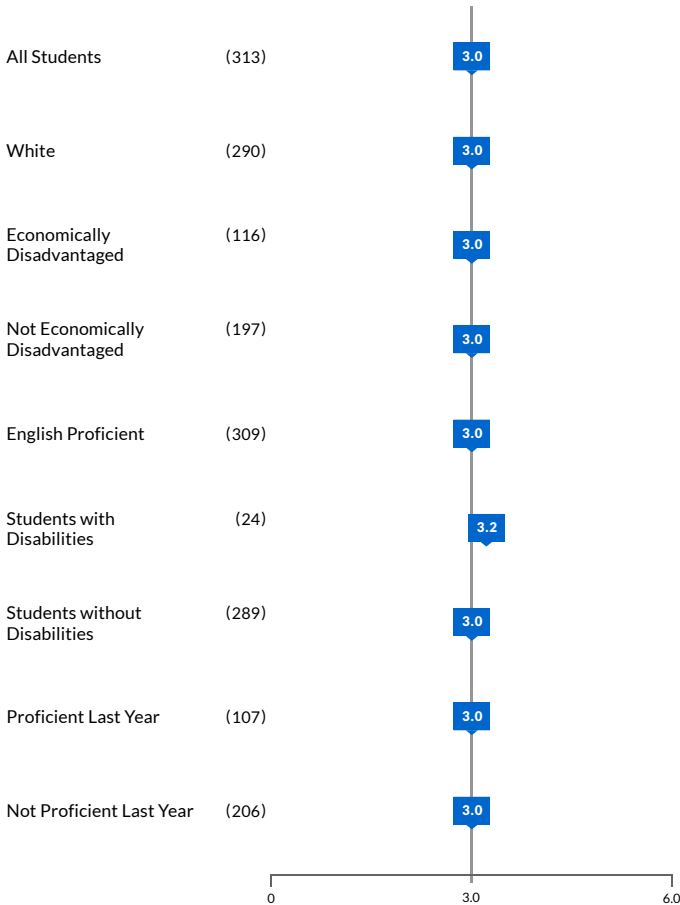 All Students (313) 3.0
White (290) 3.0
Economically (116)
Disadvantaged 3.0
Not Economically (197)
Disadvantaged 3.0
English Proficient (309) 3.0
Students with (24)
Disabilities 3.2
Students without (289)
Disabilities 3.0
Proficient Last Year (107) 3.0
Not Proficient Last Year (206) 3.0
0 3.0 6.0